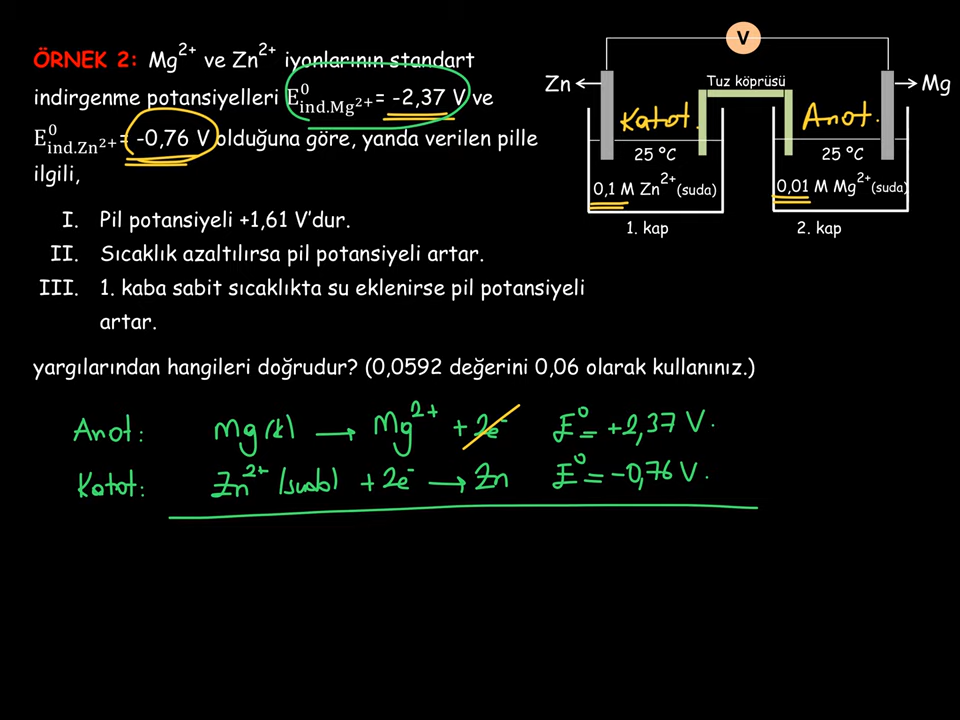 ÖRNEK 2: Mg2+ ve Zn2+ iyonlarının standart
indirgenme potansiyelleri E0ind.Mg2+= -2,37 V ve
E0ind.Zn2+= -0,76 V olduğuna göre, yanda verilen pille
ilgili,
I. Pil potansiyeli +1,61 V'dur.
II. Sıcaklık azaltılırsa pil potansiyeli artar.
III. 1. kaba sabit sıcaklıkta su eklenirse pil potansiyeli
artar.
yargılarından hangileri doğrudur? (0,0592 değerini 0,06 olarak kullanınız.)
V
Zn
Tuz köprüsü
Mg
Katot.
Anot.
25 ºC
25 ºC
0,1 M Zn2+(suda)
0,01 M Mg2+(suda)
1. kap
2. kap
Anot: Mg(k) → Mg2+ + 2e- E0= +2,37 V.
Katot: Zn2+ (suda) + 2e- → Zn E0= -0,76 V.